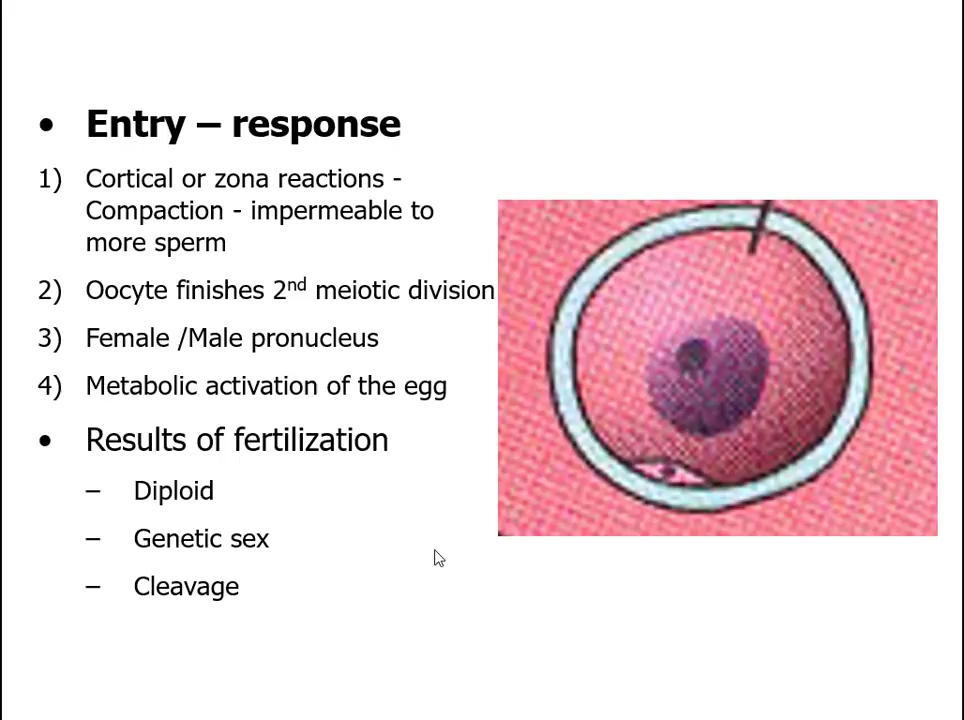 • Entry – response
1) Cortical or zona reactions -
Compaction - impermeable to
more sperm
2) Oocyte finishes 2nd meiotic division
3) Female /Male pronucleus
4) Metabolic activation of the egg
• Results of fertilization
– Diploid
– Genetic sex
– Cleavage